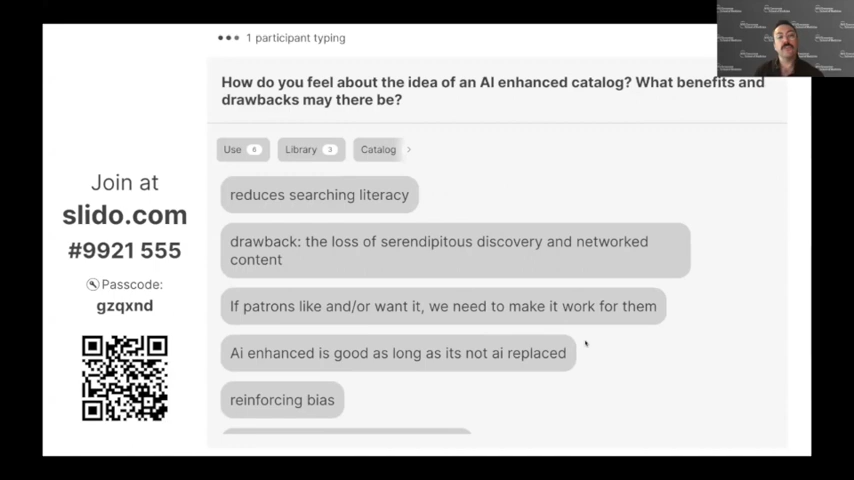 1 participant typing
How do you feel about the idea of an AI enhanced catalog? What benefits and
drawbacks may there be?
Use 6
Library 3
Catalog
Join at
slido.com
#9921 555
Passcode:
gzqxnd
reduces searching literacy
drawback: the loss of serendipitous discovery and networked
content
If patrons like and/or want it, we need to make it work for them
Ai enhanced is good as long as its not ai replaced
reinforcing bias